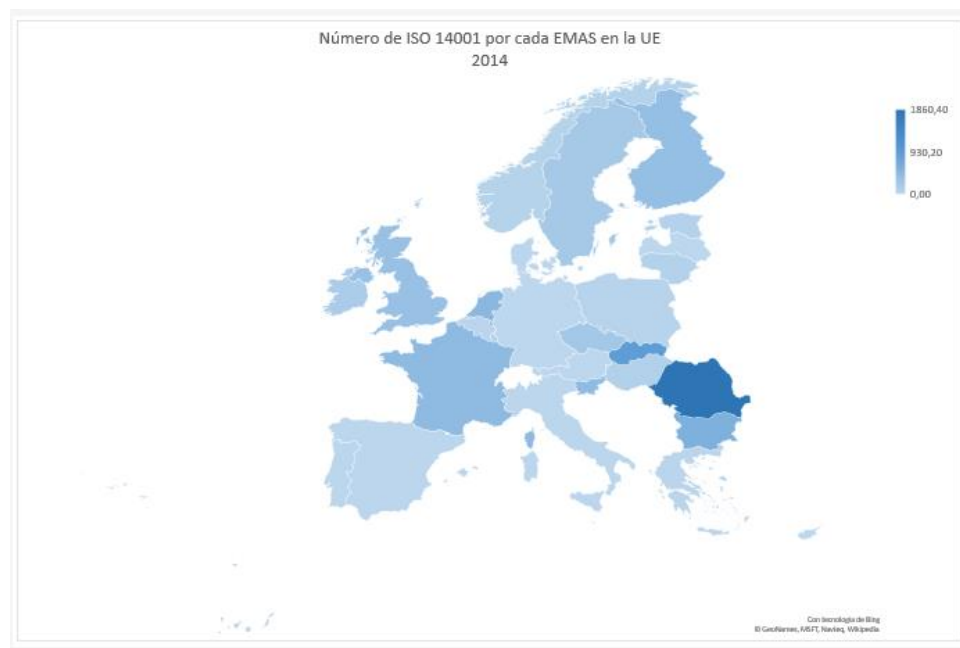 Número de ISO 14001 por cada EMAS en la UE
2014
1860,40
930,20
0,00
Con tecnología de Bing
© GeoNames, MSFT, Navteq, Wikipedia